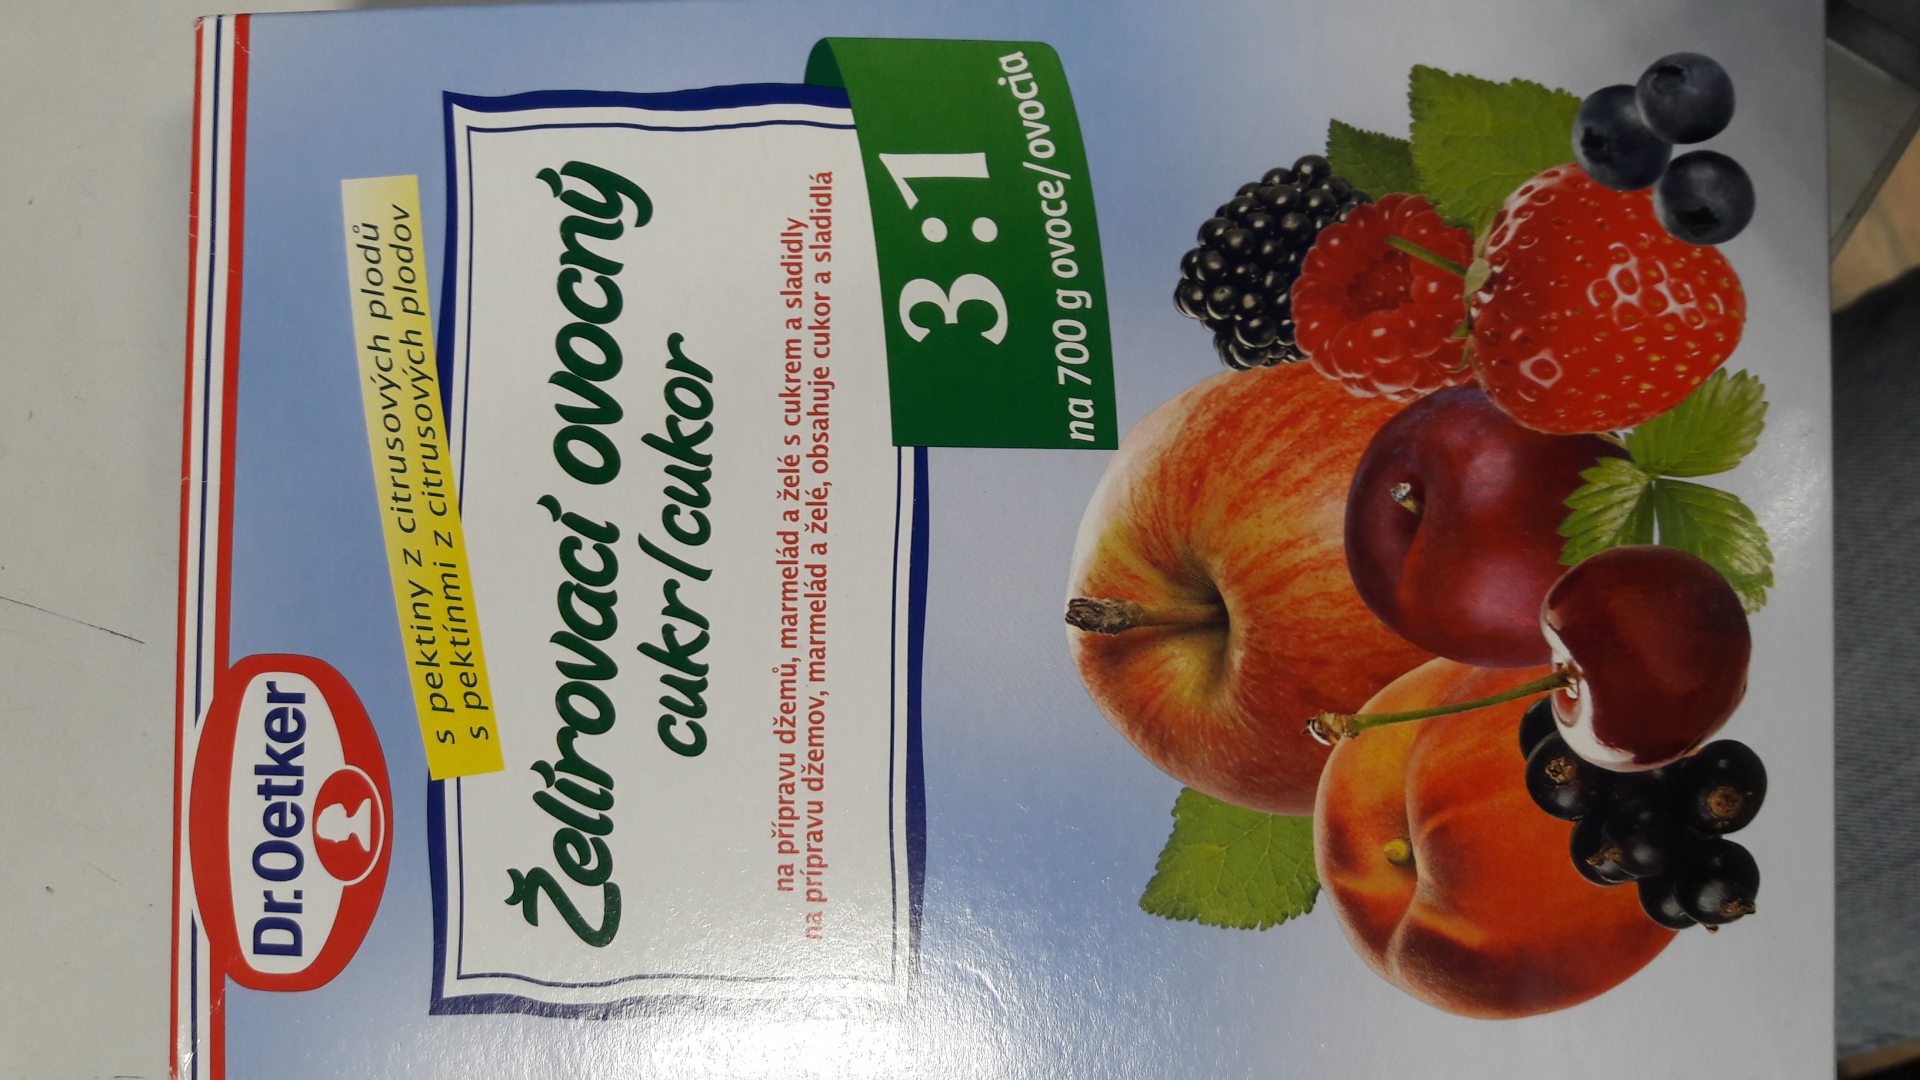 Dr.Oetker
s pektiny z citrusových plodů
s pektínmi z citrusových plodov
Želírovací ovocný
cukr/cukor
na přípravu džemů, marmelád a želé s cukrem a sladidly
na prípravu džemov, marmelád a želé, obsahuje cukor a sladidlá
3:1
na 700 g ovoce/ovocia